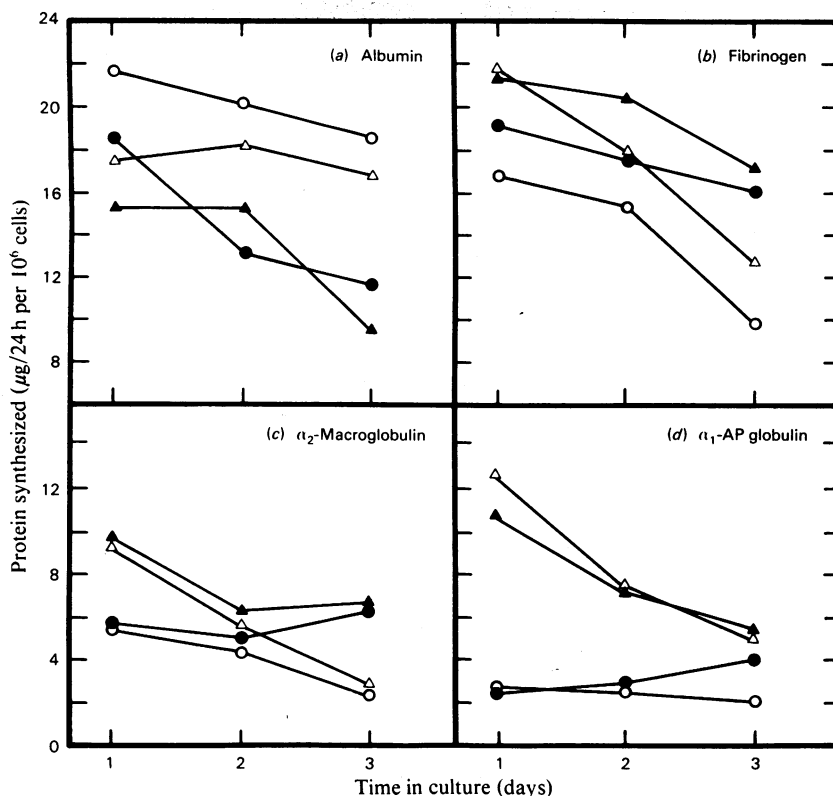 24
20
16
12
8
12
8
4
0
Protein synthesized (μg/24 h per 10⁶ cells)
(a) Albumin
(b) Fibrinogen
(c) α₂-Macroglobulin
(d) α₁-AP globulin
1 2 3 1 2 3
Time in culture (days)